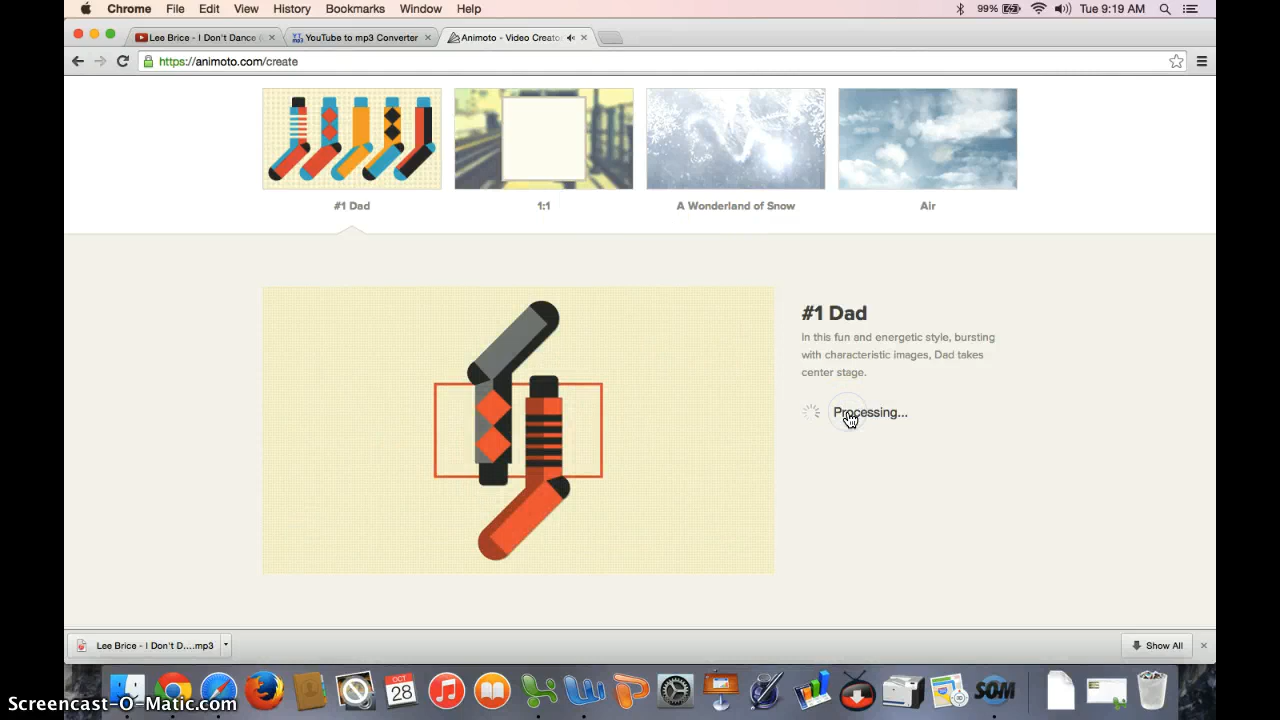 Chrome File Edit View History Bookmarks Window Help 99% Tue 9:19 AM
Lee Brice - I Don't Dance YouTube to mp3 Converter Animoto - Video Creato
https://animoto.com/create
#1 Dad 1:1 A Wonderland of Snow Air
#1 Dad
In this fun and energetic style, bursting
with characteristic images, Dad takes
center stage.
Processing...
Lee Brice - I Don't D....mp3 Show All
OCT
28
SOM
Screencast-O-Matic.com